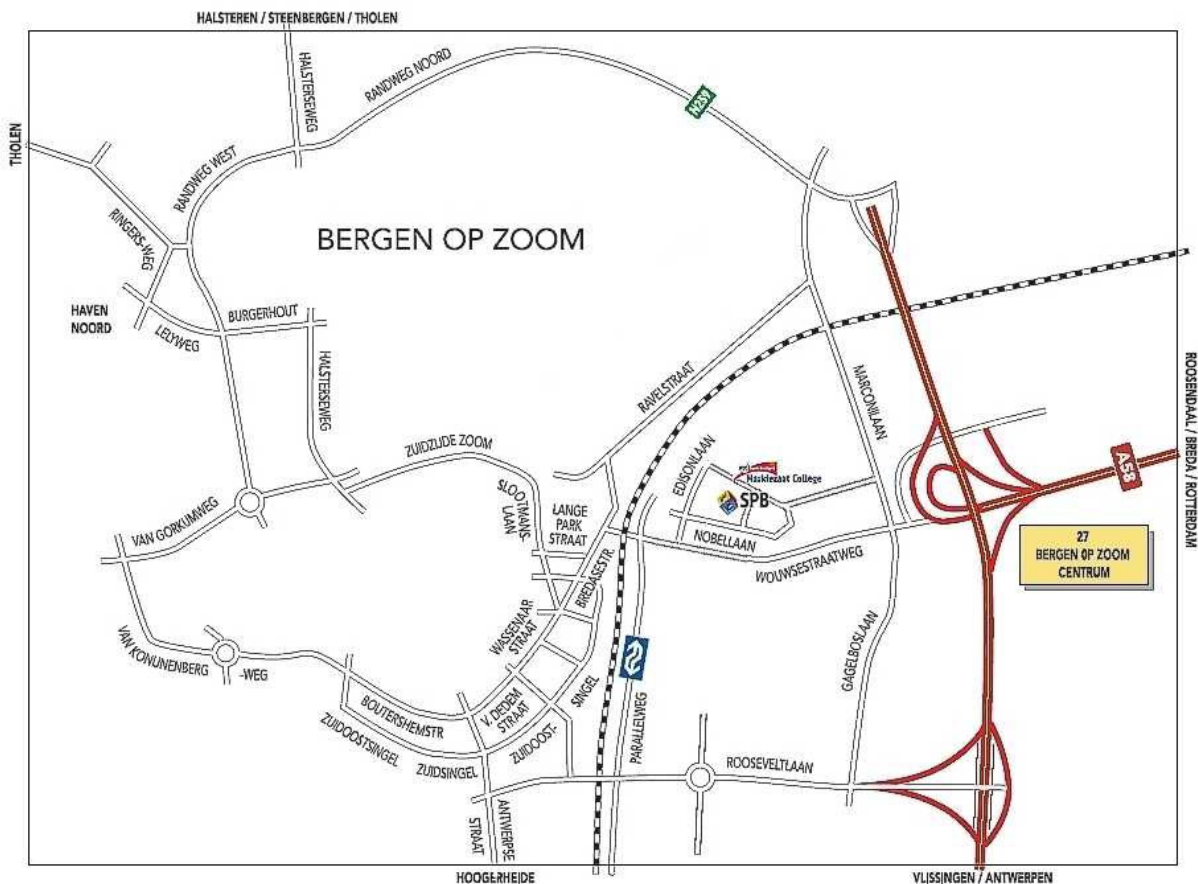 HALSTEREN / STEENBERGEN / THOLEN
THOLEN
HALSTERSEWEG
RANDWEG NOORD
N259
RANDWEG WEST
RINGERS-WEG
BERGEN OP ZOOM
HAVEN
NOORD
LELYWEG
BURGERHOUT
HALSTERSEWEG
RAVELSTRAAT
MARCONILAAN
ROOSENDAAL / BREDA / ROTTERDAM
A58
ZUIDZIJDE ZOOM
SLOOTMANS-
LAAN
LANGE
PARK
STRAAT
EDISONLAAN
Markiezaat College
SPB
NOBELLAAN
WOUWSESTRAATWEG
27
BERGEN OP ZOOM
CENTRUM
VAN GORKUMWEG
BREDASESTR.
WASSENAAR
STRAAT
VAN KONIJNENBERG
-WEG
BOUTERSHEMSTR
V. DEDEM
STRAAT
SINGEL
ZUIDOOST-
ZUIDOOSTSINGEL
ZUIDSINGEL
PARALLELWEG
GAGELBOSLAAN
ROOSEVELTLAAN
ANTWERPSE
STRAAT
HOOGERHEIDE
VLISSINGEN / ANTWERPEN